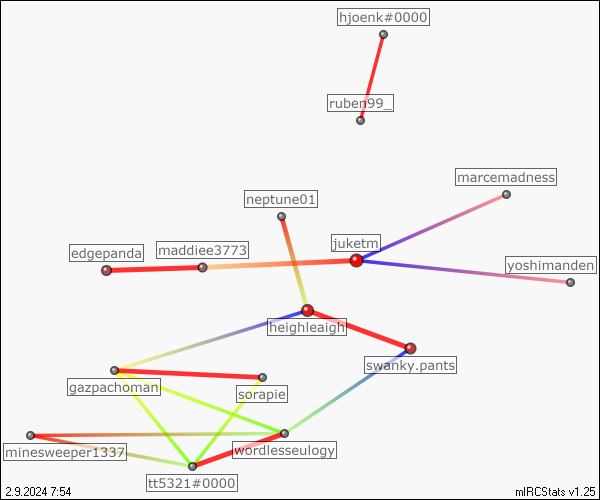 hjoenk#0000
ruben99_
marcemadness
neptune01
juketm
maddiee3773
edgepanda
yoshimanden
heighleaigh
swanky.pants
gazpachoman
sorapie
wordlesseulogy
minesweeper1337
tt5321#0000
2.9.2024 7:54
mIRCStats v1.25